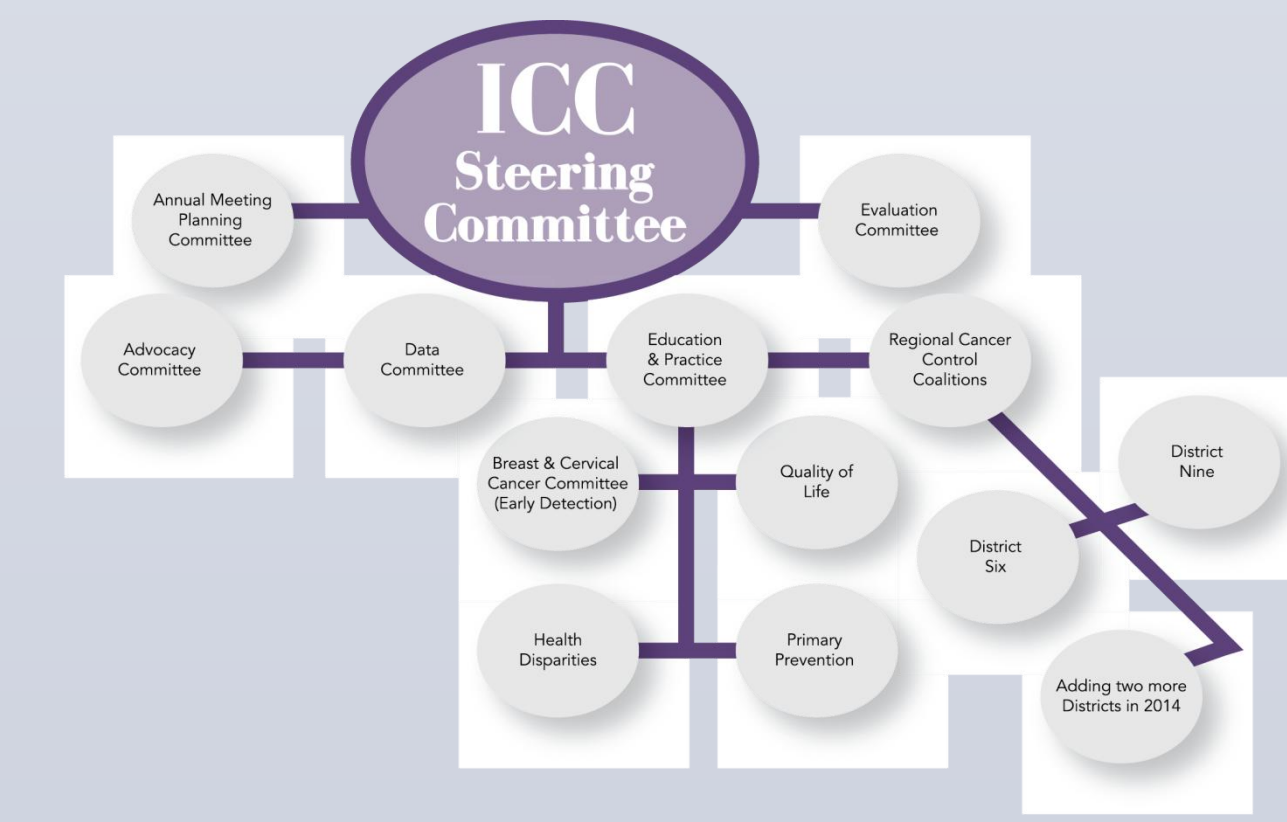 ICC
Steering
Committee
Annual Meeting
Planning
Committee
Evaluation
Committee
Advocacy
Committee
Data
Committee
Education
& Practice
Committee
Regional Cancer
Control
Coalitions
Breast & Cervical
Cancer Committee
(Early Detection)
Quality of
Life
District
Nine
District
Six
Health
Disparities
Primary
Prevention
Adding two more
Districts in 2014